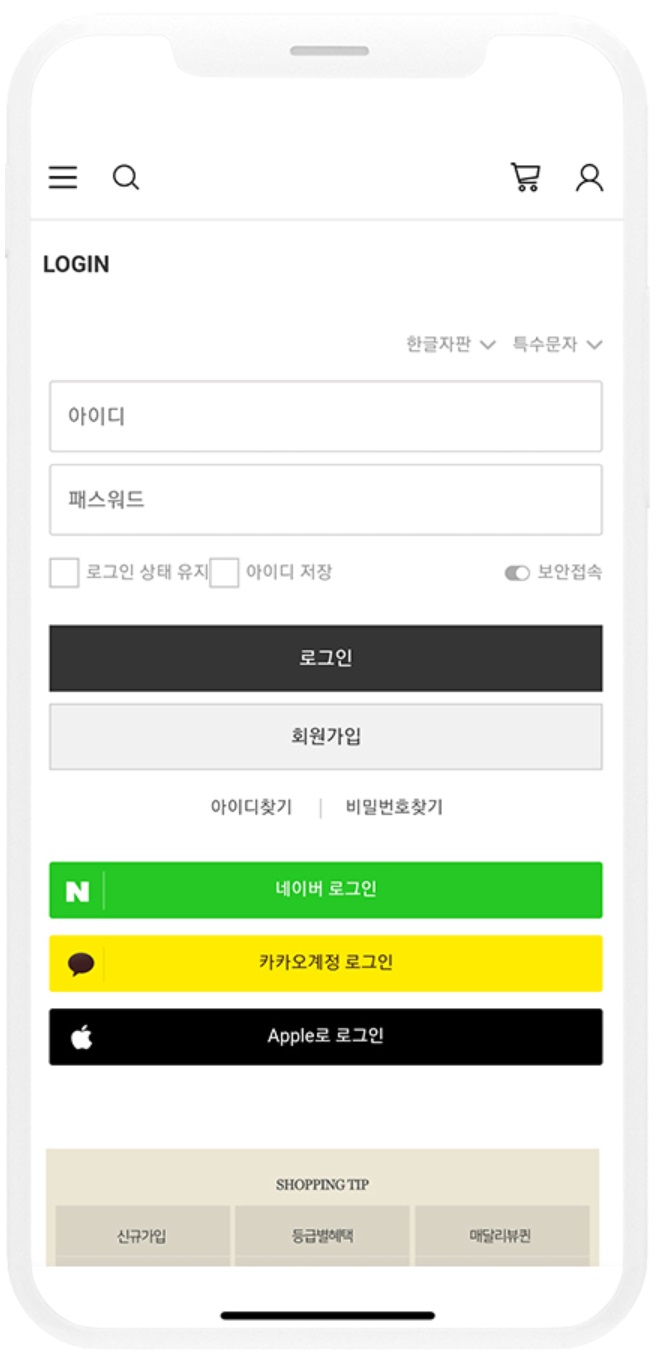 LOGIN
한글자판 특수문자
아이디
패스워드
로그인 상태 유지 아이디 저장 보안접속
로그인
회원가입
아이디찾기 | 비밀번호찾기
N 네이버 로그인
카카오계정 로그인
Apple로 로그인
SHOPPING TIP
신규가입 등급별혜택 매달리뷰퀸